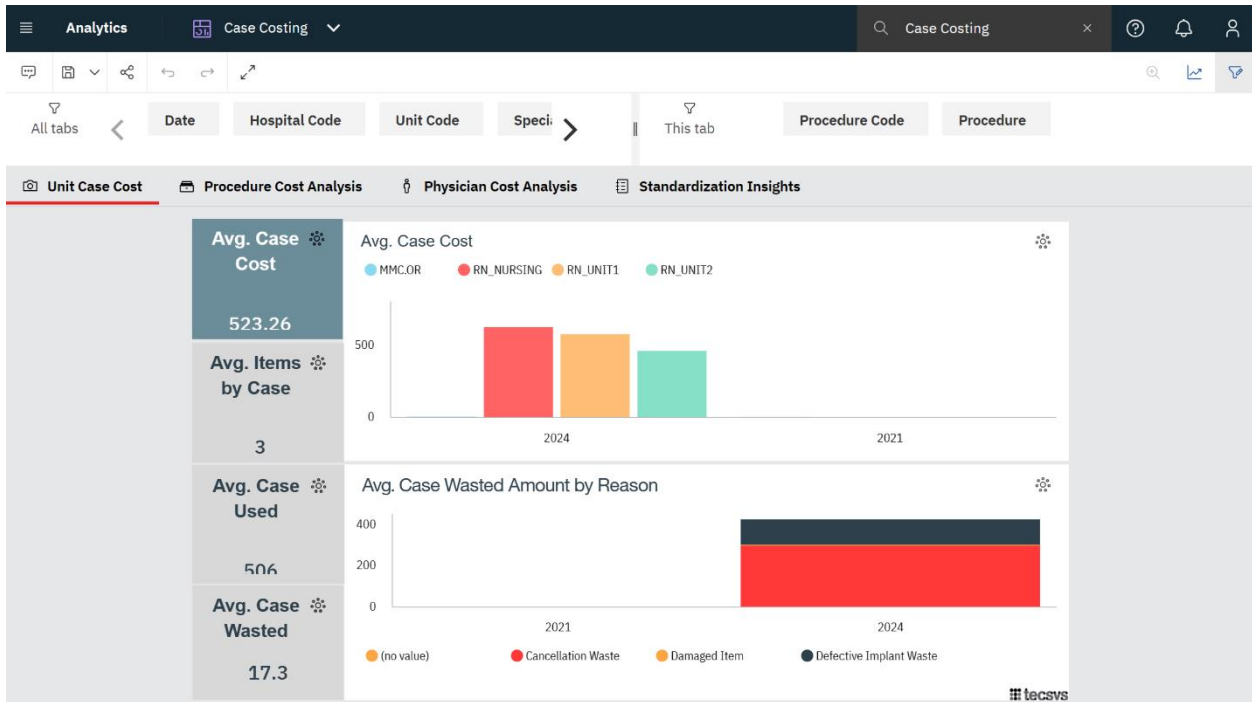 Analytics
Case Costing
Case Costing
All tabs
Date
Hospital Code
Unit Code
This tab
Procedure Code
Procedure
Unit Case Cost
Procedure Cost Analysis
Physician Cost Analysis
Standardization Insights
Avg. Case
Cost
523.26
Avg. Case Cost
MMC.OR
RN_NURSING
RN_UNIT1
RN_UNIT2
500
0
2024
2021
Avg. Items
by Case
3
Avg. Case
Used
506
Avg. Case Wasted Amount by Reason
400
200
0
2021
2024
(no value)
Cancellation Waste
Damaged Item
Defective Implant Waste
Avg. Case
Wasted
17.3
tecsys